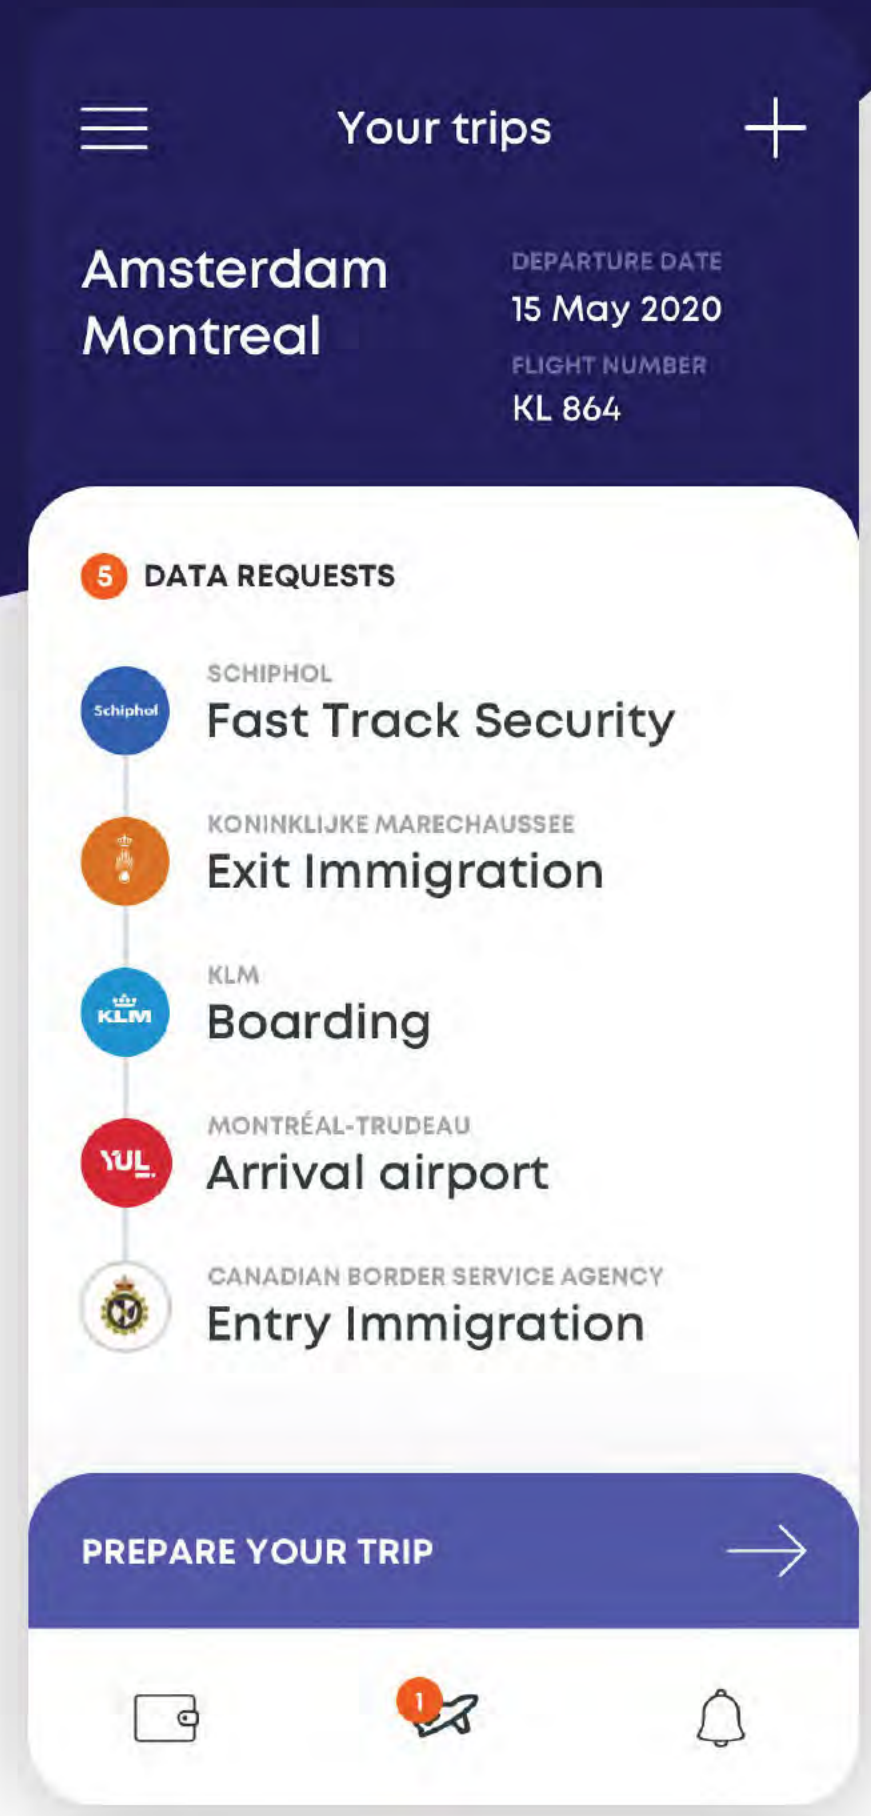 Your trips
Amsterdam
Montreal
DEPARTURE DATE
15 May 2020
FLIGHT NUMBER
KL 864
5 DATA REQUESTS
Schiphol
SCHIPHOL
Fast Track Security
KONINKLIJKE MARECHAUSSEE
Exit Immigration
KLM
KLM
Boarding
YUL
MONTRÉAL-TRUDEAU
Arrival airport
CANADIAN BORDER SERVICE AGENCY
Entry Immigration
PREPARE YOUR TRIP
1